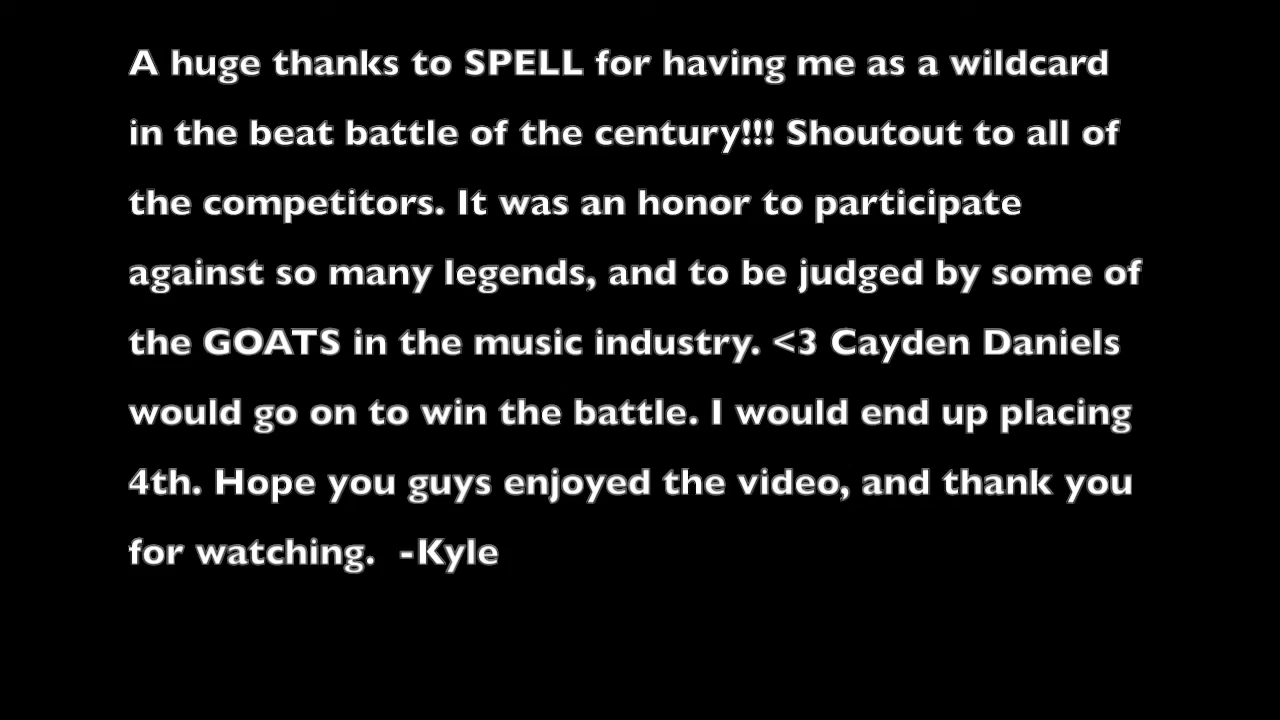 A huge thanks to SPELL for having me as a wildcard
in the beat battle of the century!!! Shoutout to all of
the competitors. It was an honor to participate
against so many legends, and to be judged by some of
the GOATS in the music industry. <3 Cayden Daniels
would go on to win the battle. I would end up placing
4th. Hope you guys enjoyed the video, and thank you
for watching.  -Kyle